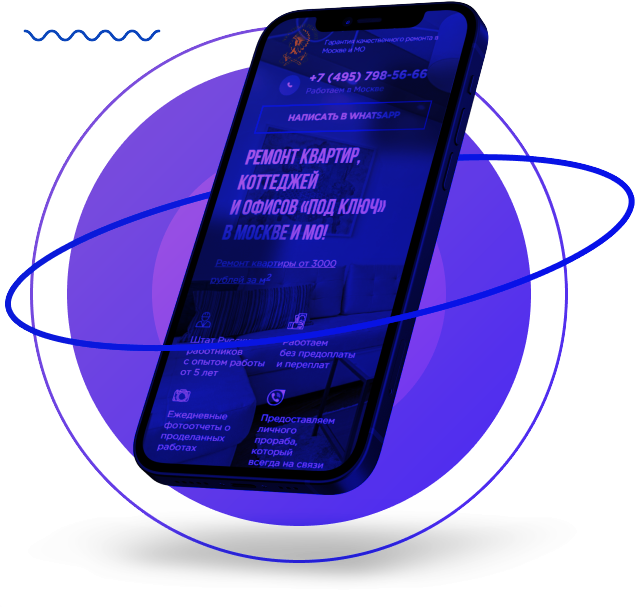 Гарантия качественного ремонта в
Москве и МО
+7 (495) 798-56-66
Работаем в Москве
НАПИСАТЬ В WHATSAPP
РЕМОНТ КВАРТИР,
КОТТЕДЖЕЙ
И ОФИСОВ «ПОД КЛЮЧ»
В МОСКВЕ И МО!
Ремонт квартиры от 3000
рублей за м²
Штат
работников
с опытом работы
от 5 лет
Работаем
без предоплаты
и переплат
Ежедневные
фотоотчеты о
проделанных
работах
Предоставляем
личного
прораба,
который
всегда на связи